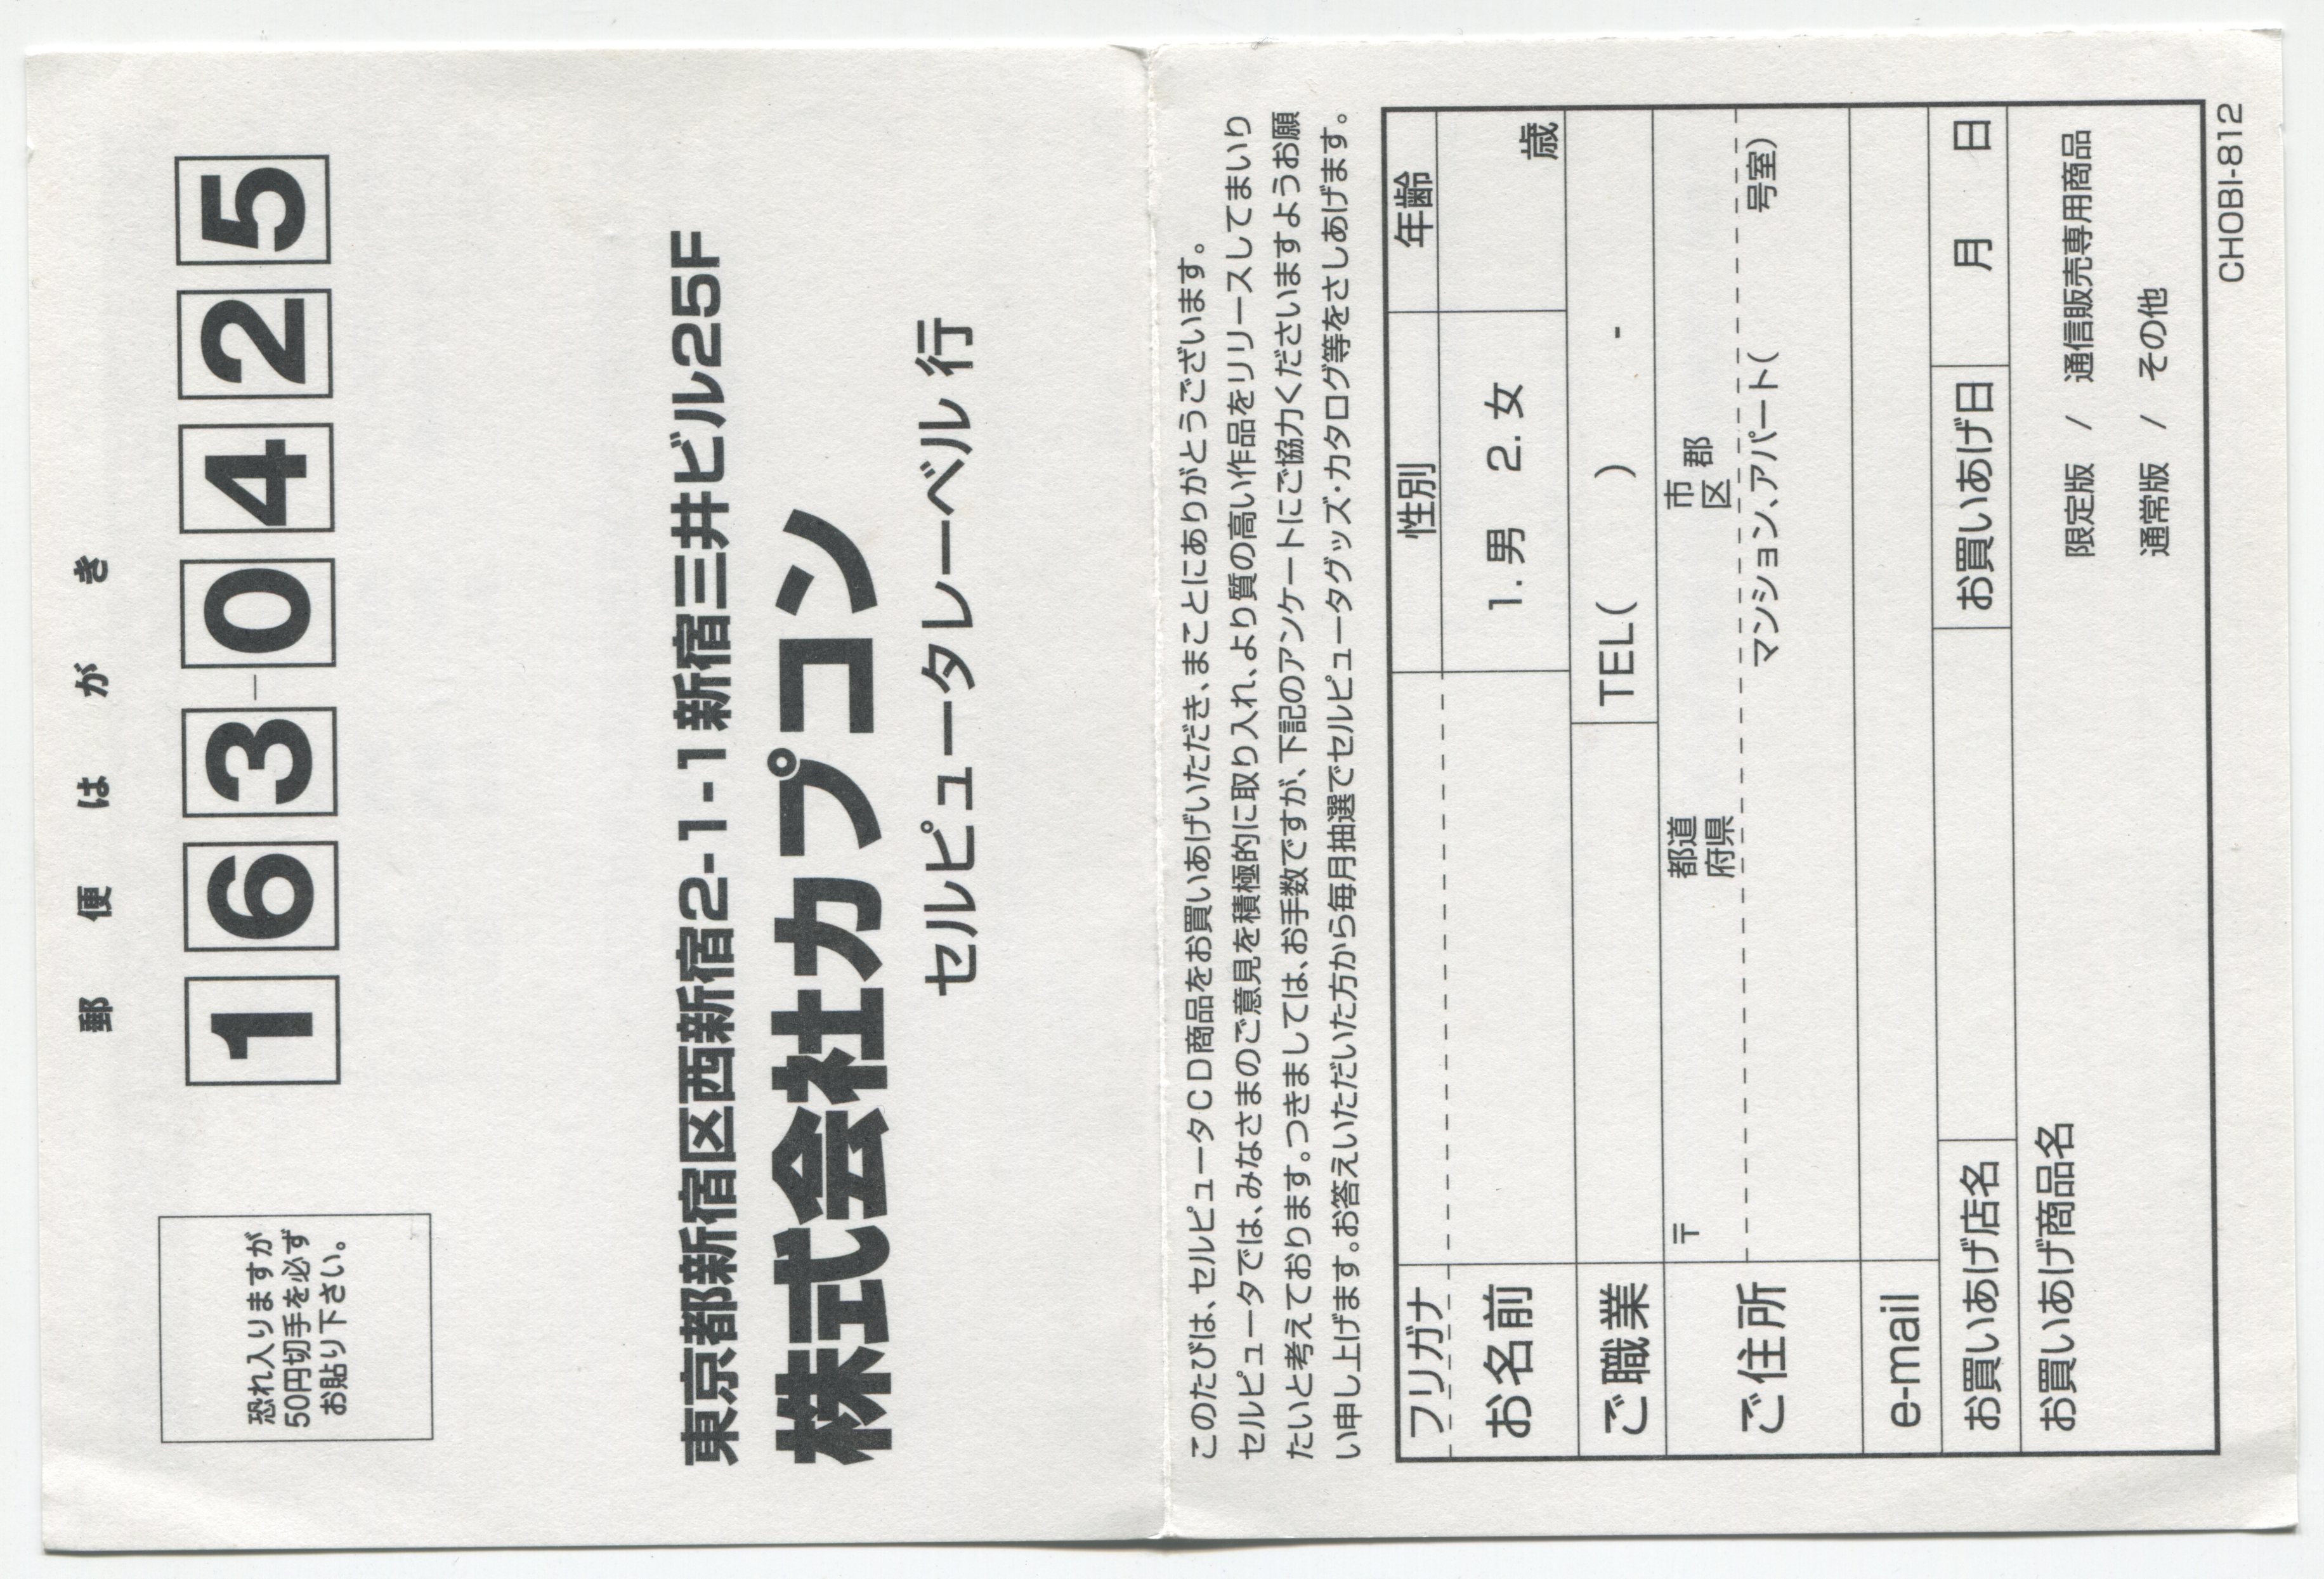 郵便はがき
163-0425
恐れ入りますが
50円切手を必ず
お貼り下さい。
東京都新宿区西新宿2-1-1新宿三井ビル25F
株式会社カプコン
セルピュータレーベル 行
このたびは、セルピュータCD商品をお買いあげいただき、まことにありがとうございます。
セルピュータでは、みなさまのご意見を積極的に取り入れ、より質の高い作品をリリースしてまいり
たいと考えております。つきましては、お手数ですが、下記のアンケートにご協力くださいますようお願
い申し上げます。お答えいただいた方から毎月抽選でセルピュータグッズ・カタログ等をさしあげます。
フリガナ 性別 年齢
お名前 1.男 2.女 歳
ご職業 TEL( ) -
ご住所 〒 都道府県 市区郡
マンション、アパート( 号室)
e-mail
お買いあげ店名 お買いあげ日 月 日
お買いあげ商品名
限定版 / 通信販売専用商品
通常版 / その他
CHOBI-812